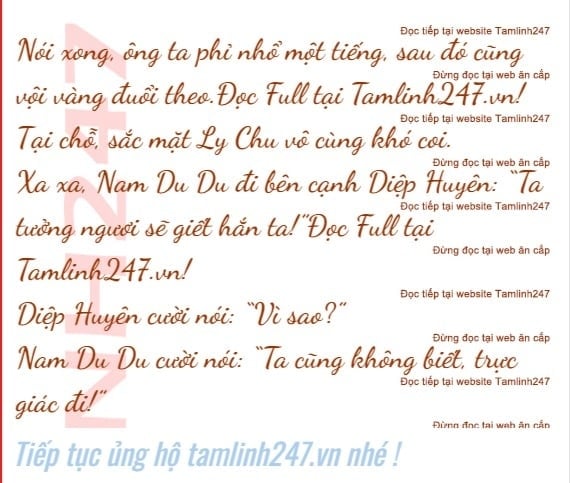 Đọc tiếp tại website Tamlinh247
Nói xong, ông ta phỉ nhổ một tiếng, sau đó cũng
Đừng đọc tại web ăn cắp
vội vàng đuổi theo.Đọc Full tại Tamlinh247.vn!
Đọc tiếp tại website Tamlinh247
Tại chỗ, sắc mặt Ly Chu vô cùng khó coi.
Đừng đọc tại web ăn cắp
Xa xa, Nam Du Du đi bên cạnh Diệp Huyên: “Ta
Đọc tiếp tại website Tamlinh247
tưởng ngươi sẽ giết hắn ta!”Đọc Full tại
Đừng đọc tại web ăn cắp
Tamlinh247.vn!
Đọc tiếp tại website Tamlinh247
Diệp Huyên cười nói: “Vì sao?”
Đừng đọc tại web ăn cắp
Nam Du Du cười nói: “Ta cũng không biết, trực
Đọc tiếp tại website Tamlinh247
giác đi!”
Đừng đọc tại web ăn cắp
NH247
Tiếp tục ủng hộ tamlinh247.vn nhé !